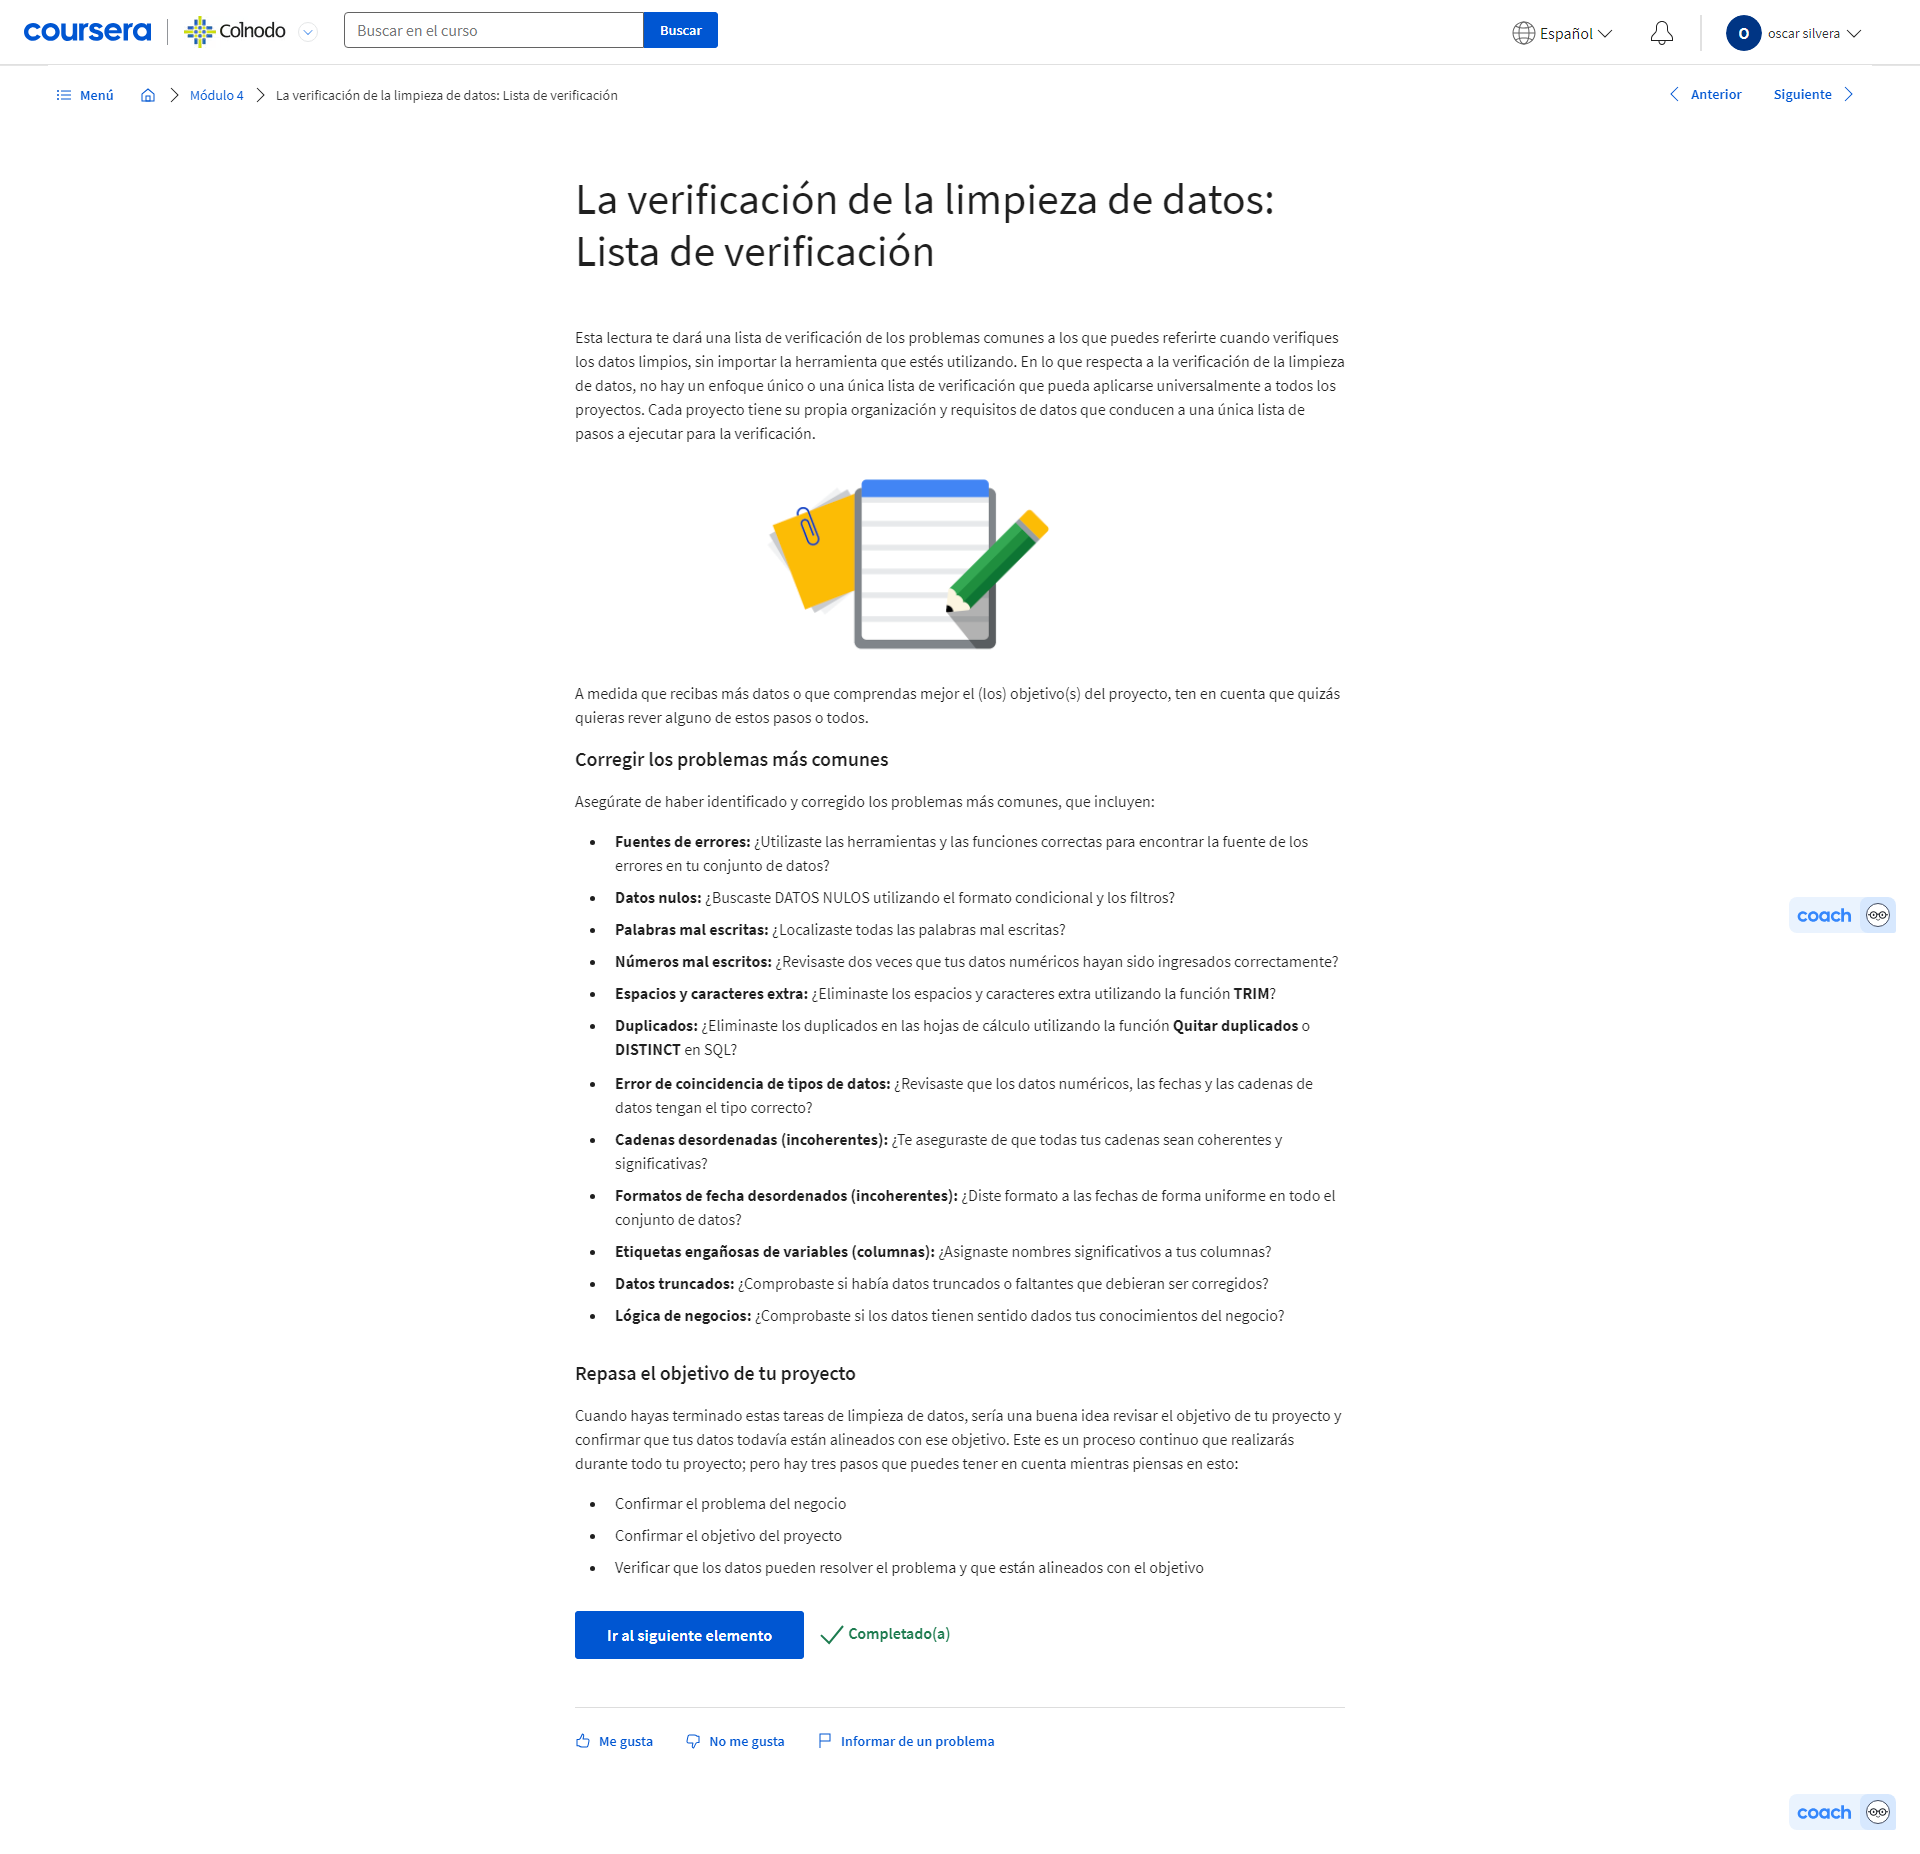 coursera
Colnodo
Buscar en el curso
Buscar
Español
O
oscar silvera
Menú
Módulo 4
La verificación de la limpieza de datos: Lista de verificación
Anterior
Siguiente
La verificación de la limpieza de datos:
Lista de verificación
Esta lectura te dará una lista de verificación de los problemas comunes a los que puedes referirte cuando verifiques
los datos limpios, sin importar la herramienta que estés utilizando. En lo que respecta a la verificación de la limpieza
de datos, no hay un enfoque único o una única lista de verificación que pueda aplicarse universalmente a todos los
proyectos. Cada proyecto tiene su propia organización y requisitos de datos que conducen a una única lista de
pasos a ejecutar para la verificación.
A medida que recibas más datos o que comprendas mejor el (los) objetivo(s) del proyecto, ten en cuenta que quizás
quieras rever alguno de estos pasos o todos.
Corregir los problemas más comunes
Asegúrate de haber identificado y corregido los problemas más comunes, que incluyen:
• Fuentes de errores: ¿Utilizaste las herramientas y las funciones correctas para encontrar la fuente de los
errores en tu conjunto de datos?
• Datos nulos: ¿Buscaste DATOS NULOS utilizando el formato condicional y los filtros?
• Palabras mal escritas: ¿Localizaste todas las palabras mal escritas?
• Números mal escritos: ¿Revisaste dos veces que tus datos numéricos hayan sido ingresados correctamente?
• Espacios y caracteres extra: ¿Eliminaste los espacios y caracteres extra utilizando la función TRIM?
• Duplicados: ¿Eliminaste los duplicados en las hojas de cálculo utilizando la función Quitar duplicados o
DISTINCT en SQL?
• Error de coincidencia de tipos de datos: ¿Revisaste que los datos numéricos, las fechas y las cadenas de
datos tengan el tipo correcto?
• Cadenas desordenadas (incoherentes): ¿Te aseguraste de que todas tus cadenas sean coherentes y
significativas?
• Formatos de fecha desordenados (incoherentes): ¿Diste formato a las fechas de forma uniforme en todo el
conjunto de datos?
• Etiquetas engañosas de variables (columnas): ¿Asignaste nombres significativos a tus columnas?
• Datos truncados: ¿Comprobaste si había datos truncados o faltantes que debieran ser corregidos?
• Lógica de negocios: ¿Comprobaste si los datos tienen sentido dados tus conocimientos del negocio?
coach
Repasa el objetivo de tu proyecto
Cuando hayas terminado estas tareas de limpieza de datos, sería una buena idea revisar el objetivo de tu proyecto y
confirmar que tus datos todavía están alineados con ese objetivo. Este es un proceso continuo que realizarás
durante todo tu proyecto; pero hay tres pasos que puedes tener en cuenta mientras piensas en esto:
• Confirmar el problema del negocio
• Confirmar el objetivo del proyecto
• Verificar que los datos pueden resolver el problema y que están alineados con el objetivo
Ir al siguiente elemento
Completado(a)
Me gusta
No me gusta
Informar de un problema
coach